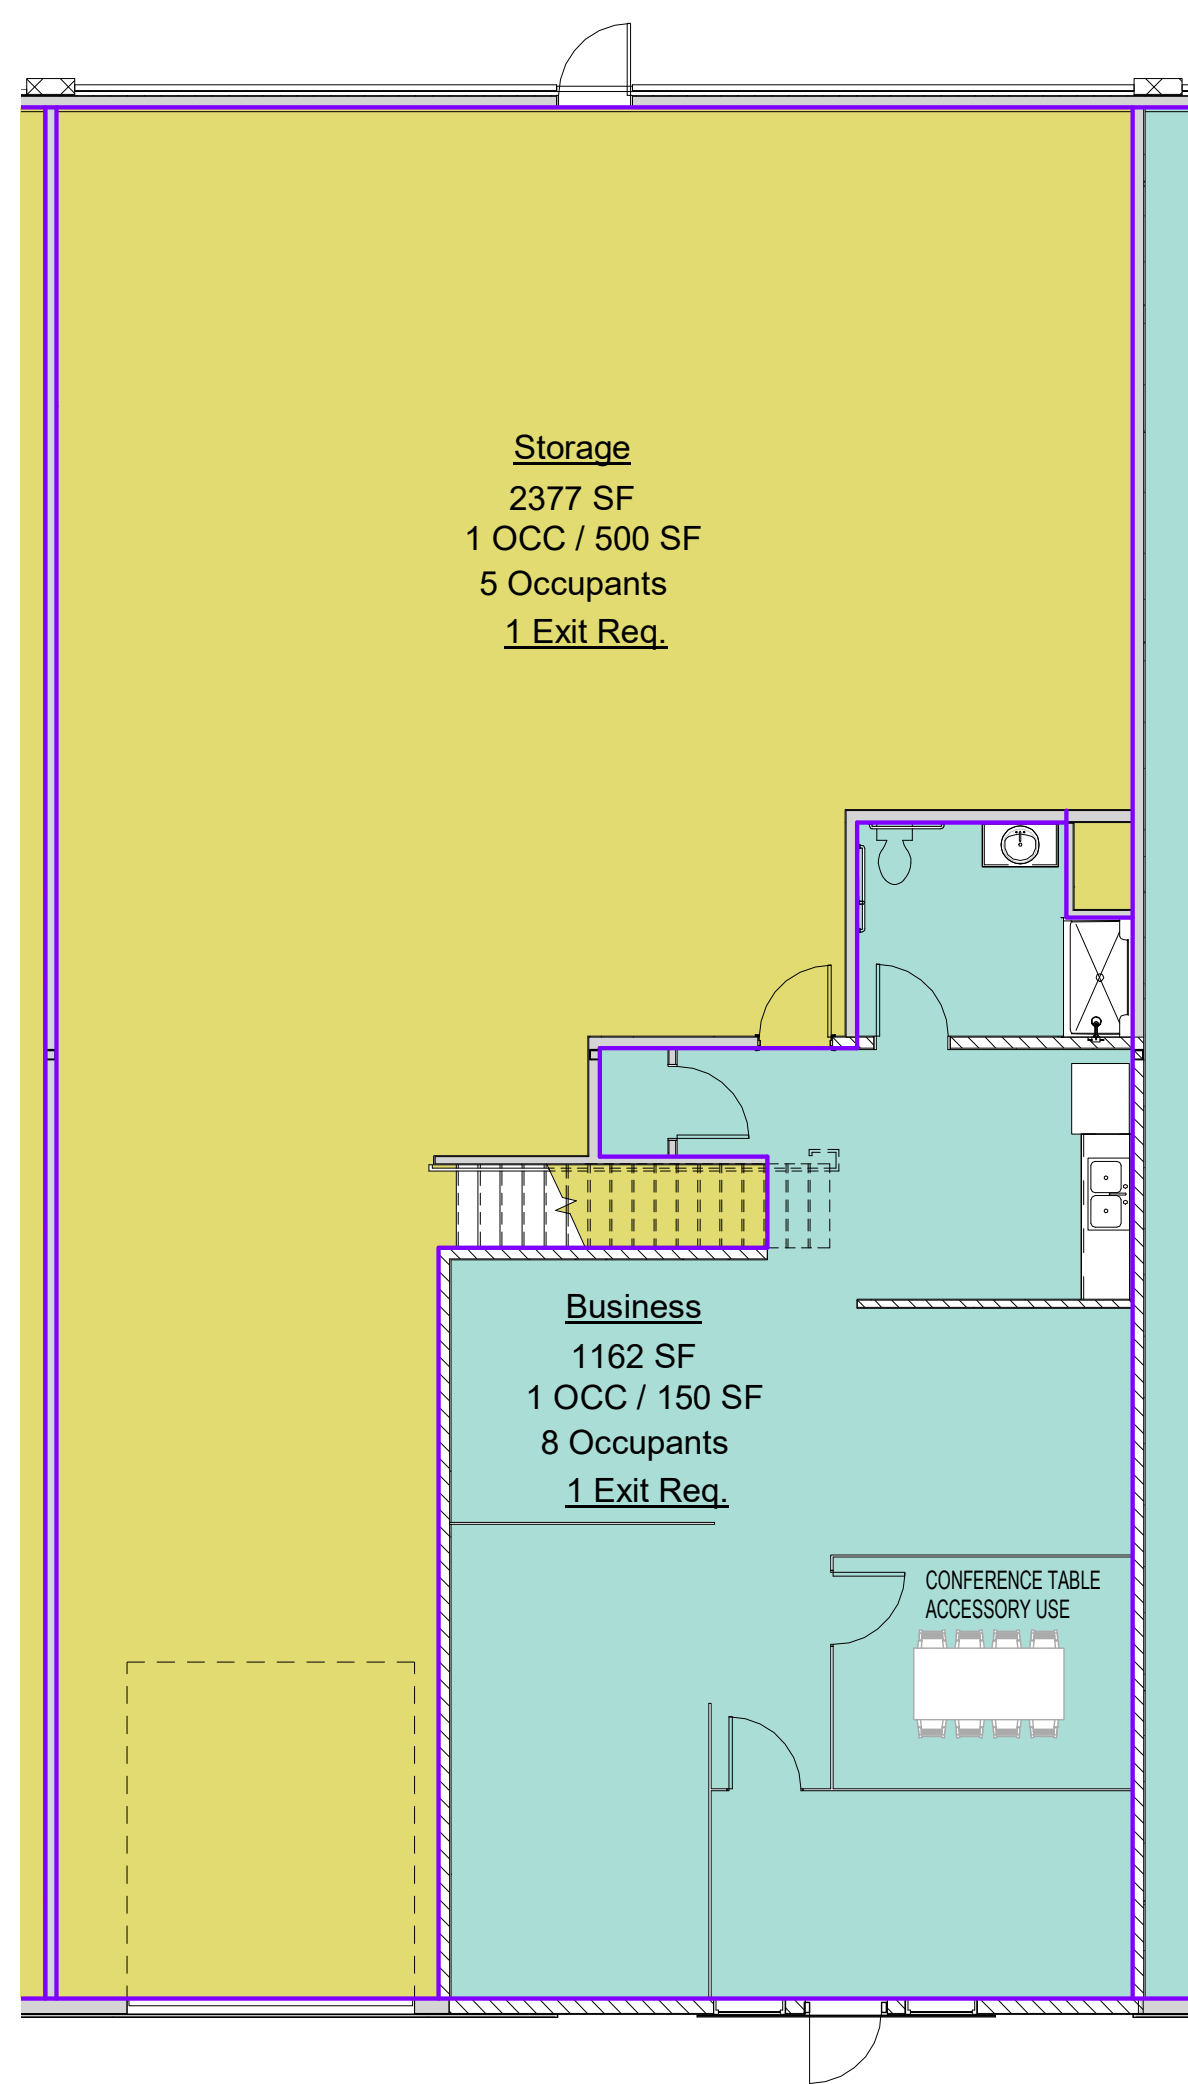 Storage
2377 SF
1 OCC / 500 SF
5 Occupants
1 Exit Req.
Business
1162 SF
1 OCC / 150 SF
8 Occupants
1 Exit Req.
CONFERENCE TABLE
ACCESSORY USE